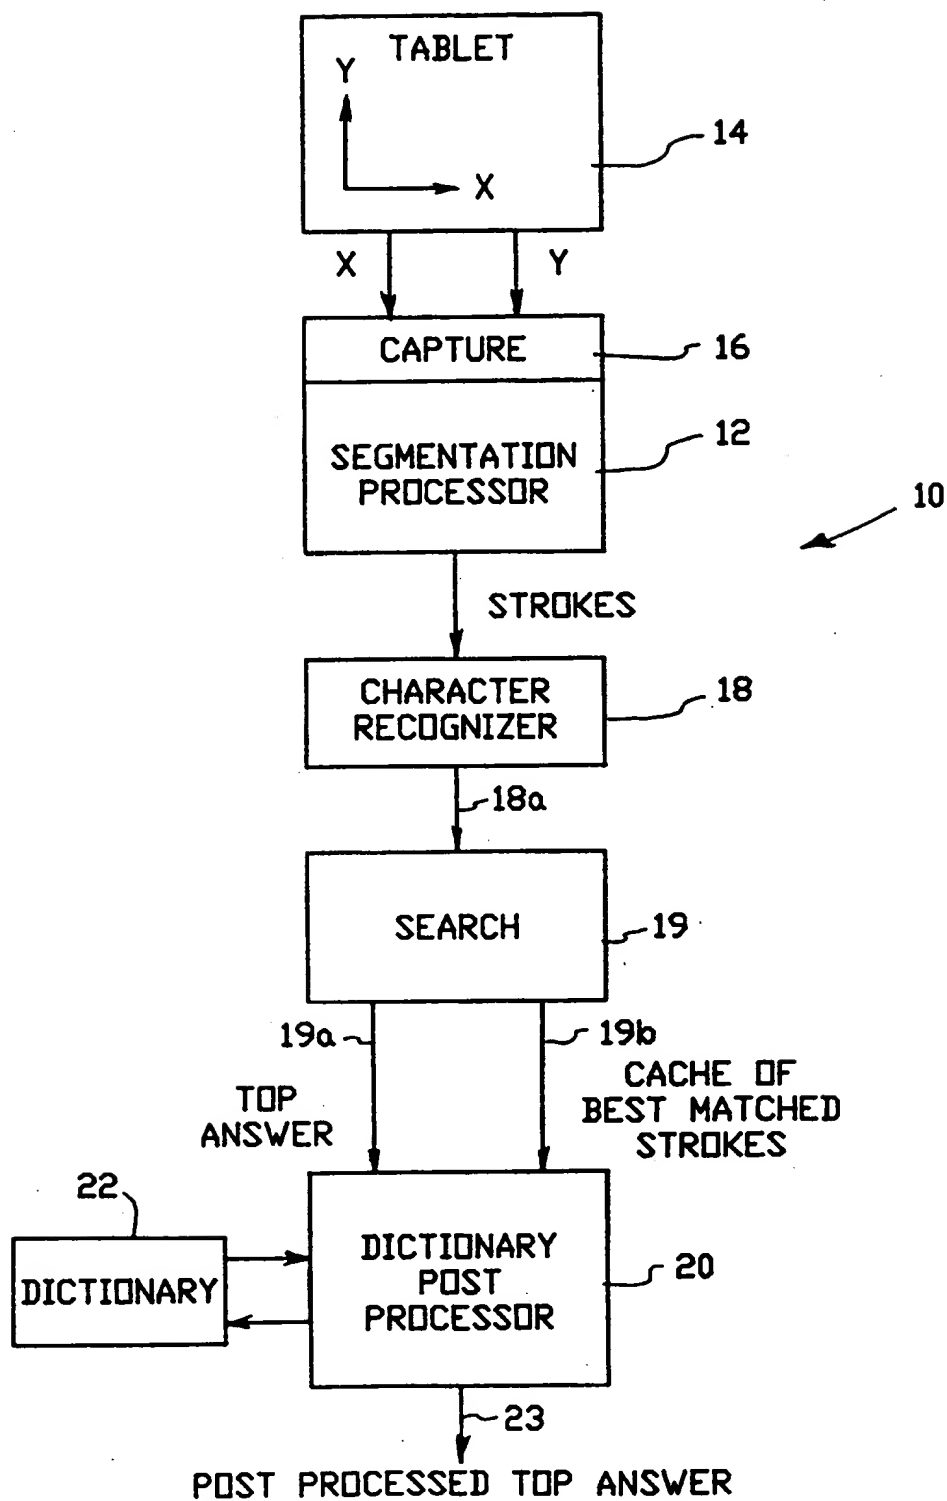 TABLET
Y
14
X
X
Y
CAPTURE
16
12
SEGMENTATION
PROCESSOR
10
STROKES
CHARACTER
RECOGNIZER
18
18a
SEARCH
19
19a
19b
TOP
ANSWER
CACHE OF
BEST MATCHED
STROKES
22
DICTIONARY
DICTIONARY
POST
PROCESSOR
20
23
POST PROCESSED TOP ANSWER